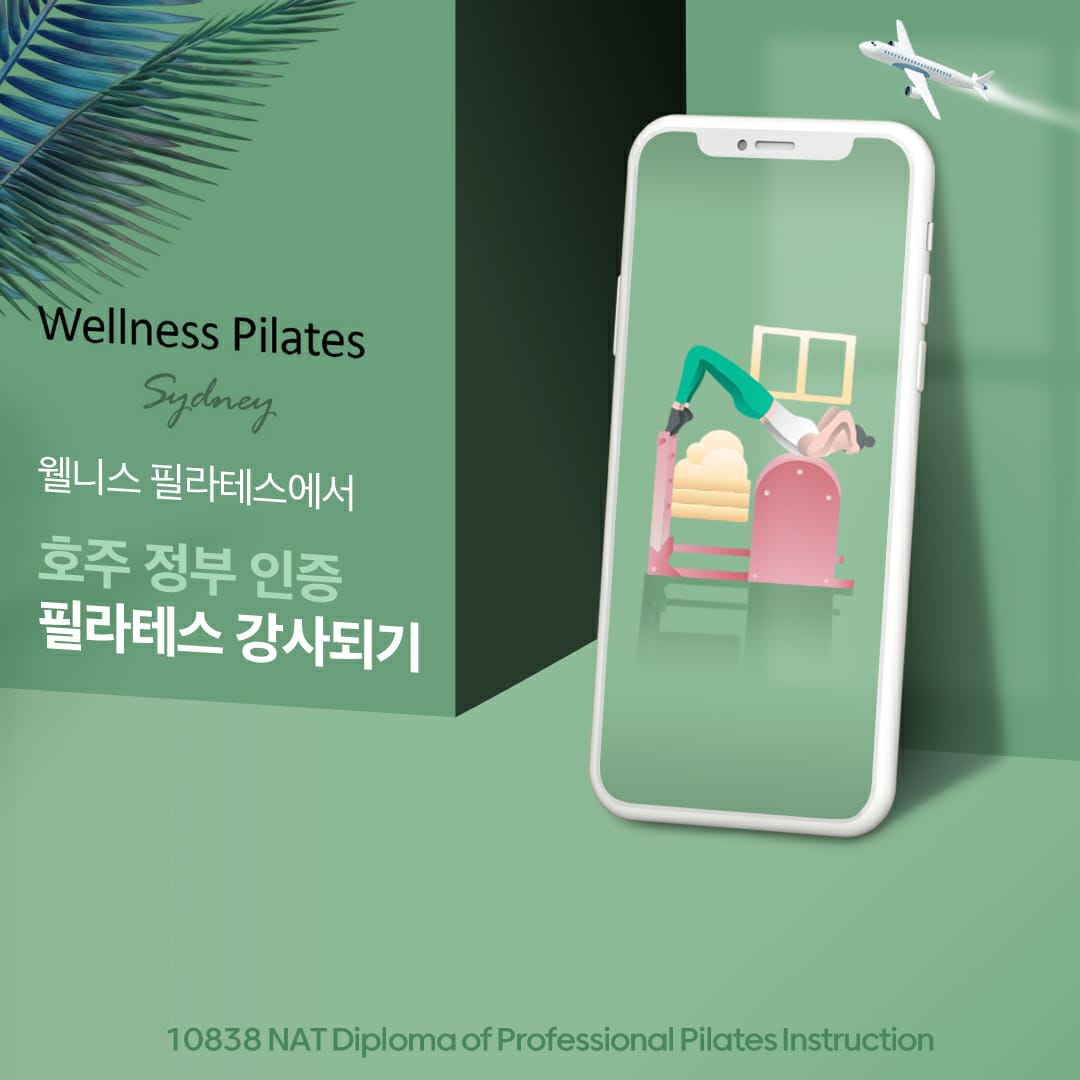 Wellness Pilates
Sydney
웰니스 필라테스에서
호주 정부 인증
필라테스 강사되기
10838 NAT Diploma of Professional Pilates Instruction